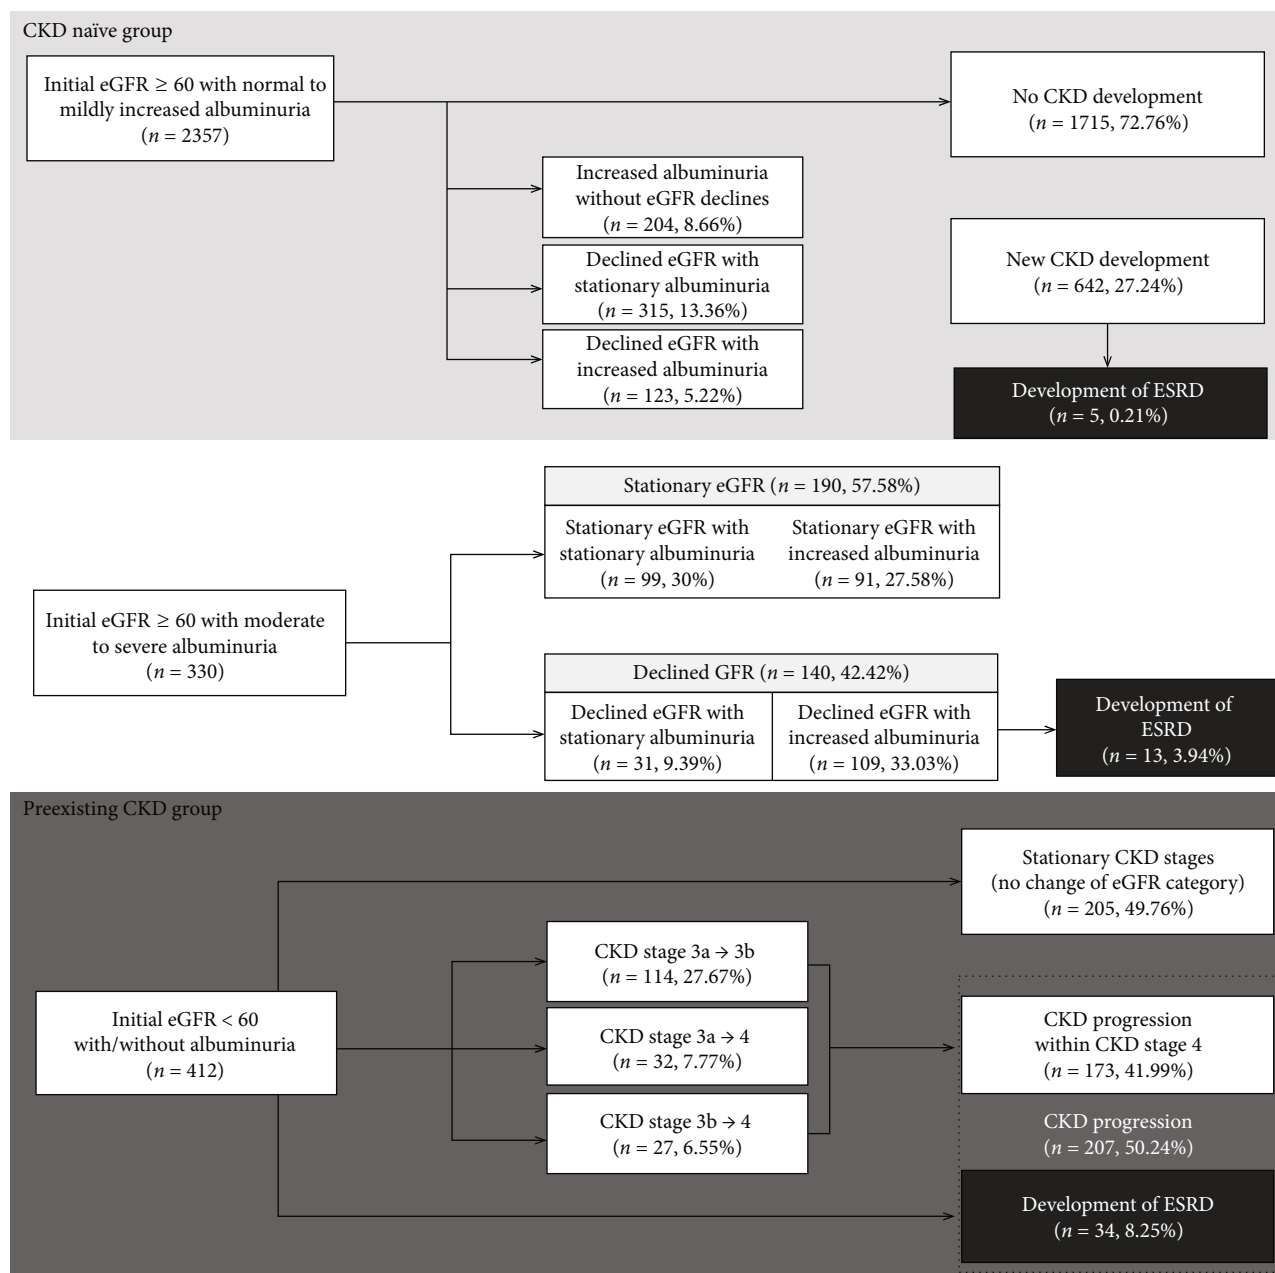 CKD naïve group
Initial eGFR ≥ 60 with normal to
mildly increased albuminuria
(n = 2357)
No CKD development
(n = 1715, 72.76%)
Increased albuminuria
without eGFR declines
(n = 204, 8.66%)
Declined eGFR with
stationary albuminuria
(n = 315, 13.36%)
Declined eGFR with
increased albuminuria
(n = 123, 5.22%)
New CKD development
(n = 642, 27.24%)
Development of ESRD
(n = 5, 0.21%)
Initial eGFR ≥ 60 with moderate
to severe albuminuria
(n = 330)
Stationary eGFR (n = 190, 57.58%)
Stationary eGFR with
stationary albuminuria
(n = 99, 30%)
Stationary eGFR with
increased albuminuria
(n = 91, 27.58%)
Declined GFR (n = 140, 42.42%)
Declined eGFR with
stationary albuminuria
(n = 31, 9.39%)
Declined eGFR with
increased albuminuria
(n = 109, 33.03%)
Development of
ESRD
(n = 13, 3.94%)
Preexisting CKD group
Initial eGFR < 60
with/without albuminuria
(n = 412)
Stationary CKD stages
(no change of eGFR category)
(n = 205, 49.76%)
CKD stage 3a → 3b
(n = 114, 27.67%)
CKD stage 3a → 4
(n = 32, 7.77%)
CKD stage 3b → 4
(n = 27, 6.55%)
CKD progression
within CKD stage 4
(n = 173, 41.99%)
CKD progression
(n = 207, 50.24%)
Development of ESRD
(n = 34, 8.25%)